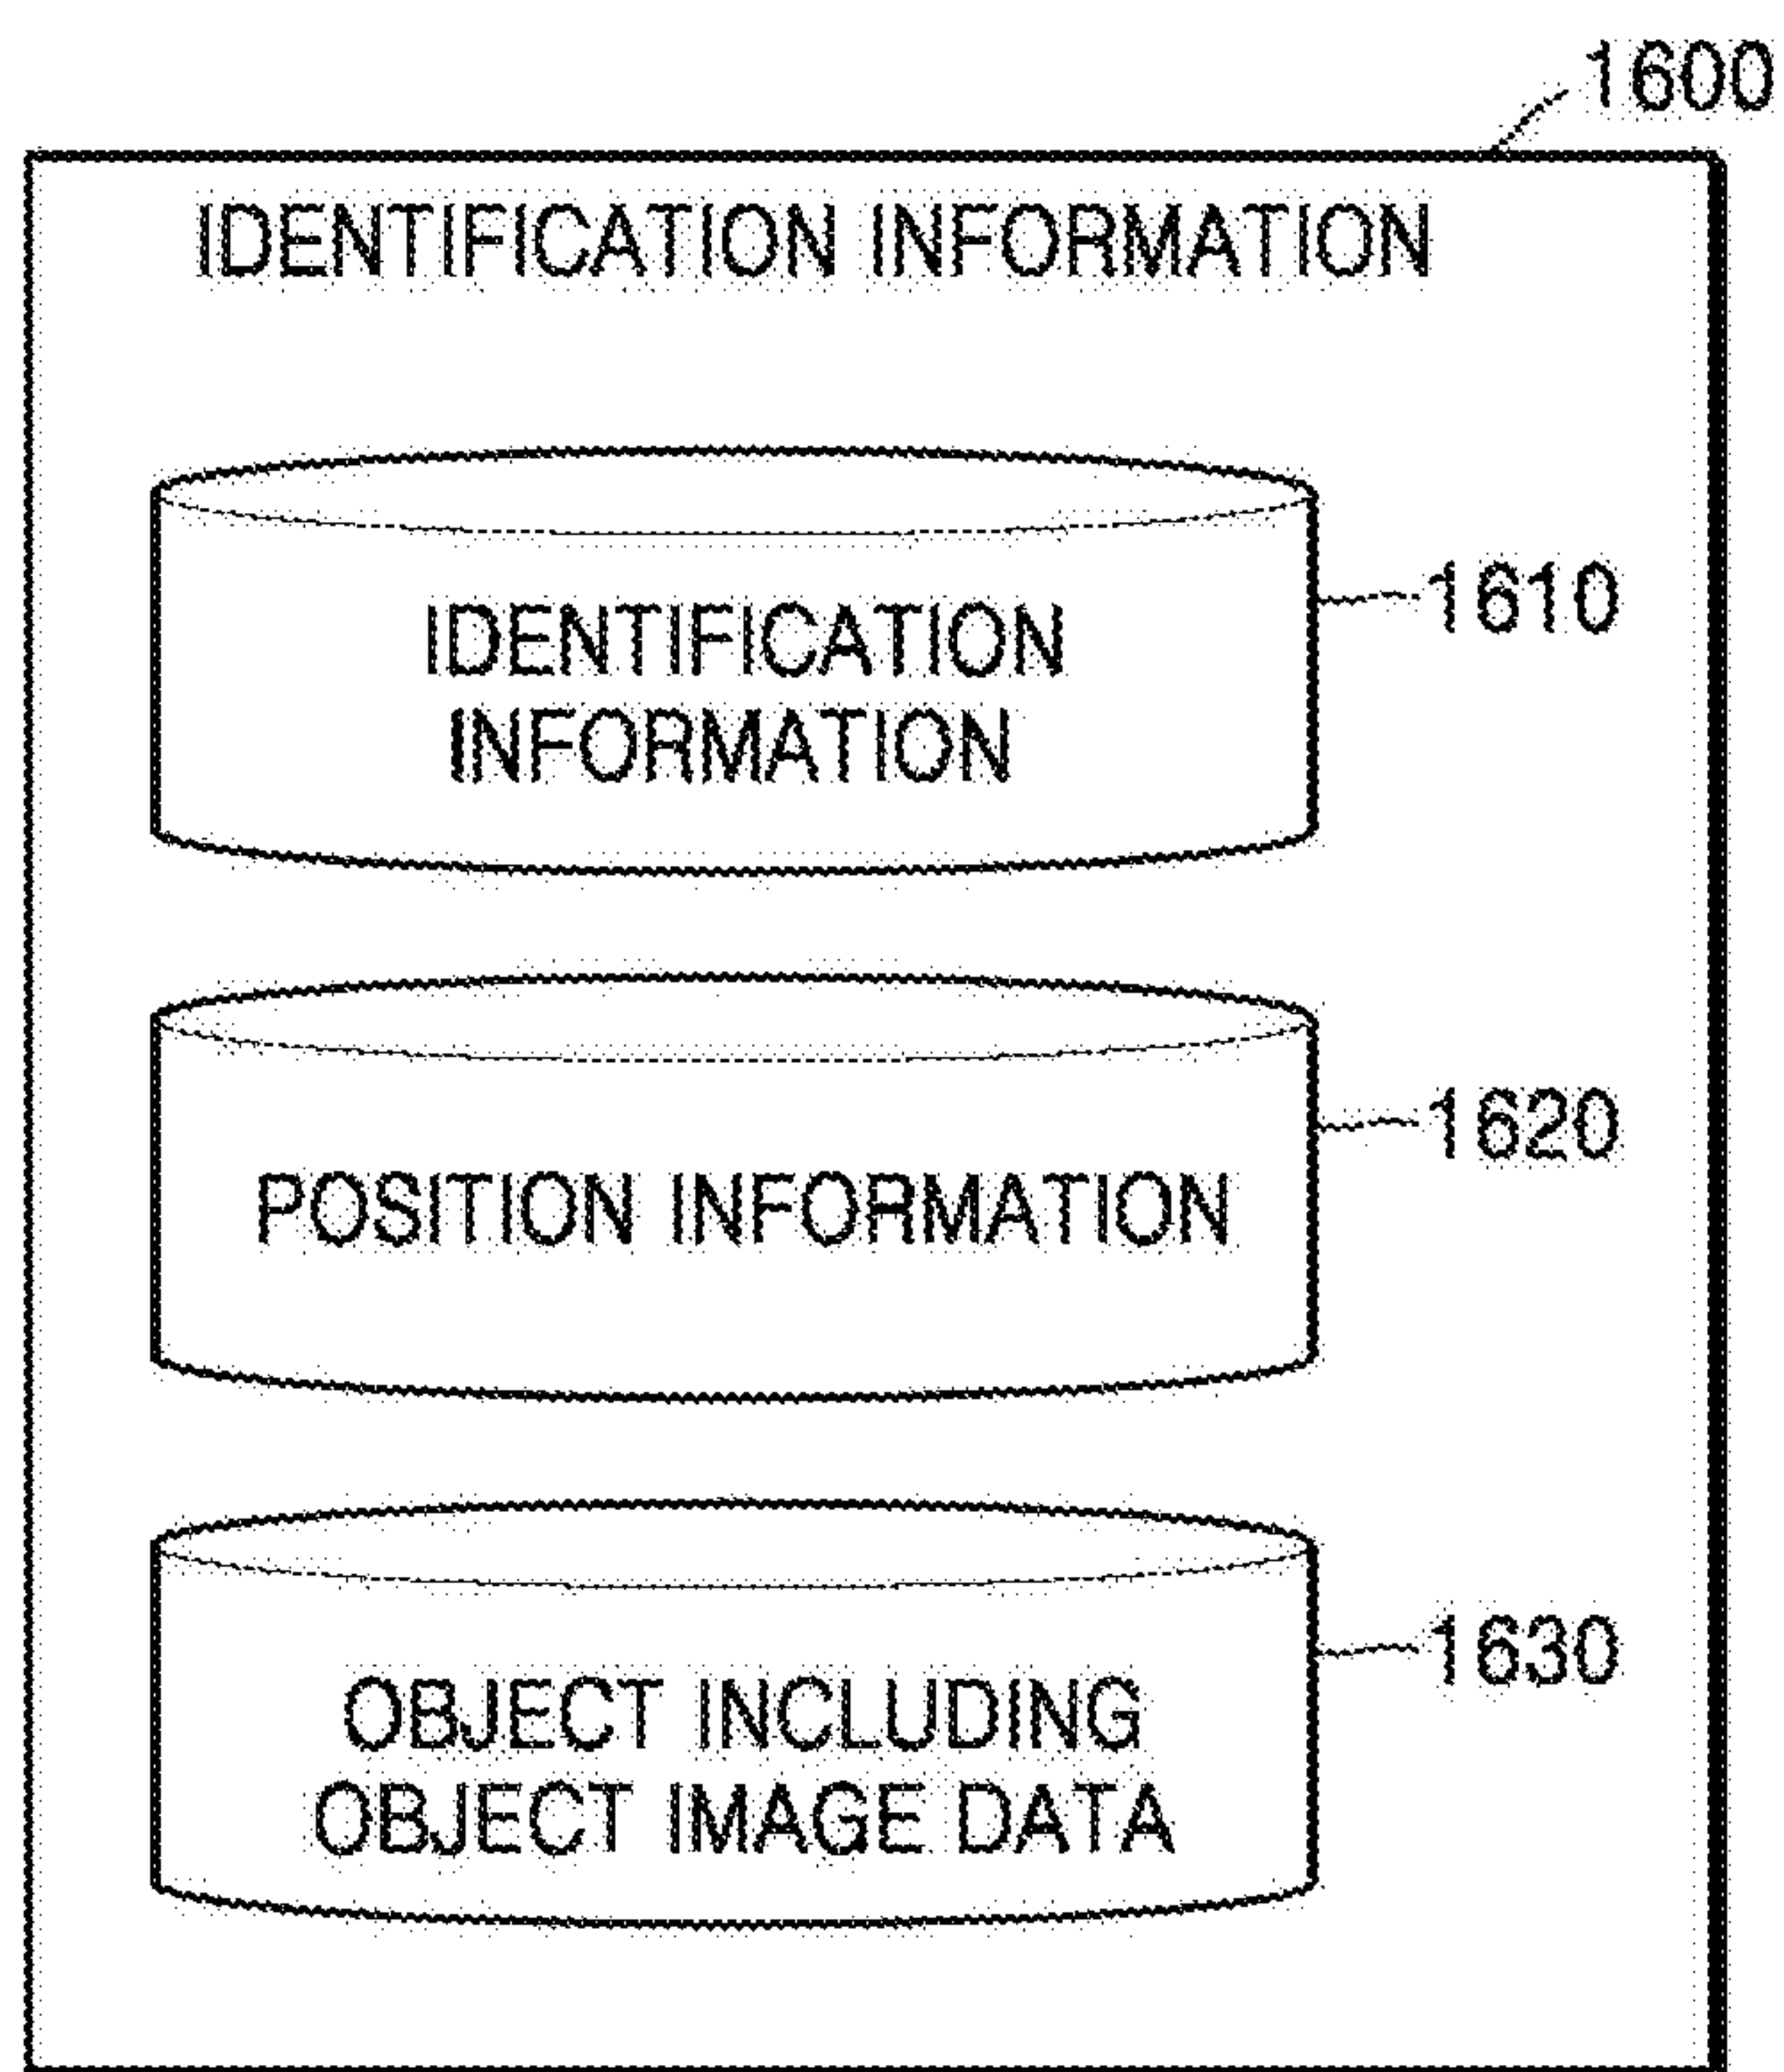 1600
IDENTIFICATION INFORMATION
IDENTIFICATION
INFORMATION
1610
POSITION INFORMATION
1620
OBJECT INCLUDING
OBJECT IMAGE DATA
1630